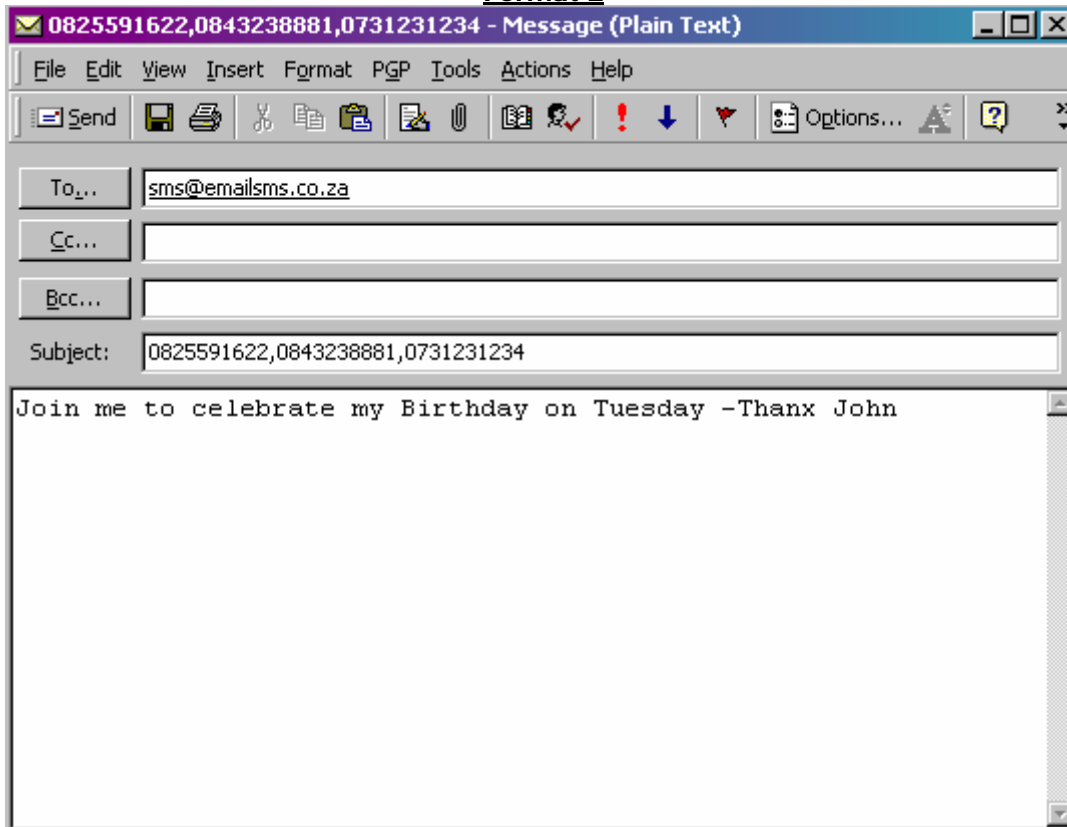 0825591622,0843238881,0731231234 - Message (Plain Text)
File Edit View Insert Format PGP Tools Actions Help
Send Options...
To... sms@emailsms.co.za
Cc...
Bcc...
Subject: 0825591622,0843238881,0731231234
Join me to celebrate my Birthday on Tuesday -Thanx John